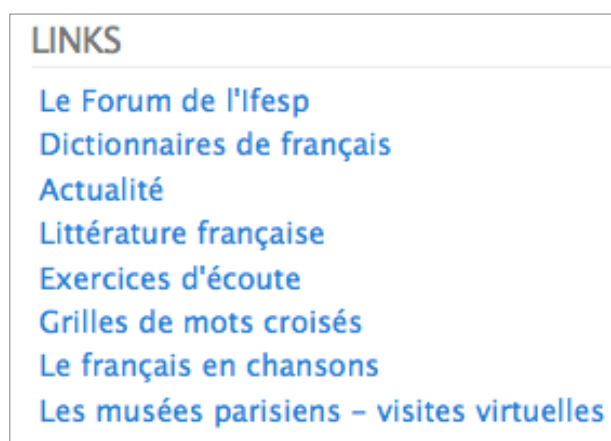 LINKS
Le Forum de l'Ifesp
Dictionnaires de français
Actualité
Littérature française
Exercices d'écoute
Grilles de mots croisés
Le français en chansons
Les musées parisiens – visites virtuelles